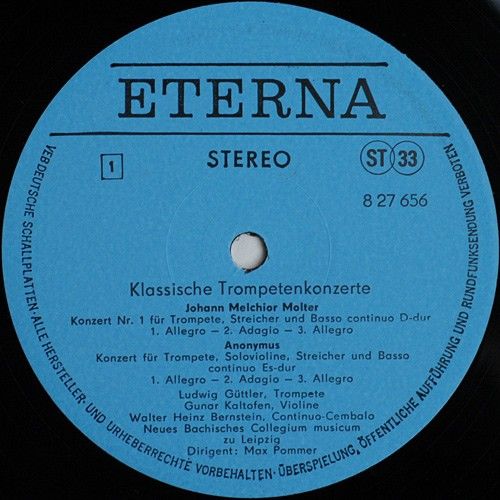 ETERNA
1
STEREO
ST 33
8 27 656
Klassische Trompetenkonzerte
Johann Melchior Molter
Konzert Nr. 1 für Trompete, Streicher und Basso continuo D-dur
1. Allegro – 2. Adagio – 3. Allegro
Anonymus
Konzert für Trompete, Solovioline, Streicher und Basso
continuo Es-dur
1. Allegro – 2. Adagio – 3. Allegro
Ludwig Güttler, Trompete
Gunar Kaltofen, Violine
Walter Heinz Bernstein, Continuo-Cembalo
Neues Bachisches Collegium musicum
zu Leipzig
Dirigent: Max Pommer
VEB DEUTSCHE SCHALLPLATTEN · ALLE HERSTELLER- UND URHEBERRECHTE VORBEHALTEN · ÜBERSPIELUNG, ÖFFENTLICHE AUFFÜHRUNG UND RUNDFUNKSENDUNG VERBOTEN